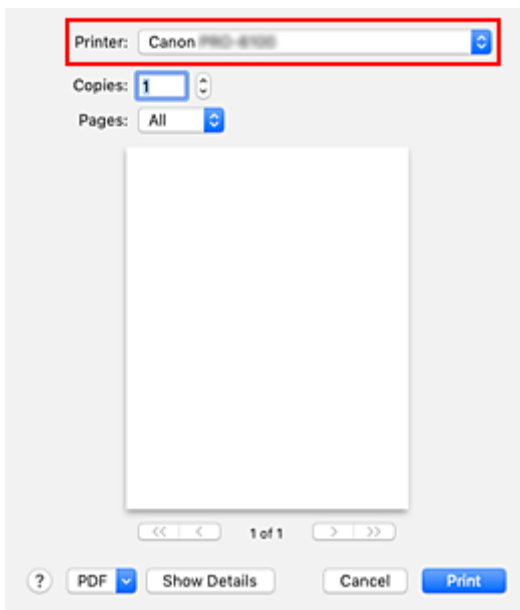 Printer: Canon
Copies: 1
Pages: All
<< < 1 of 1 > >>
? PDF Show Details Cancel Print